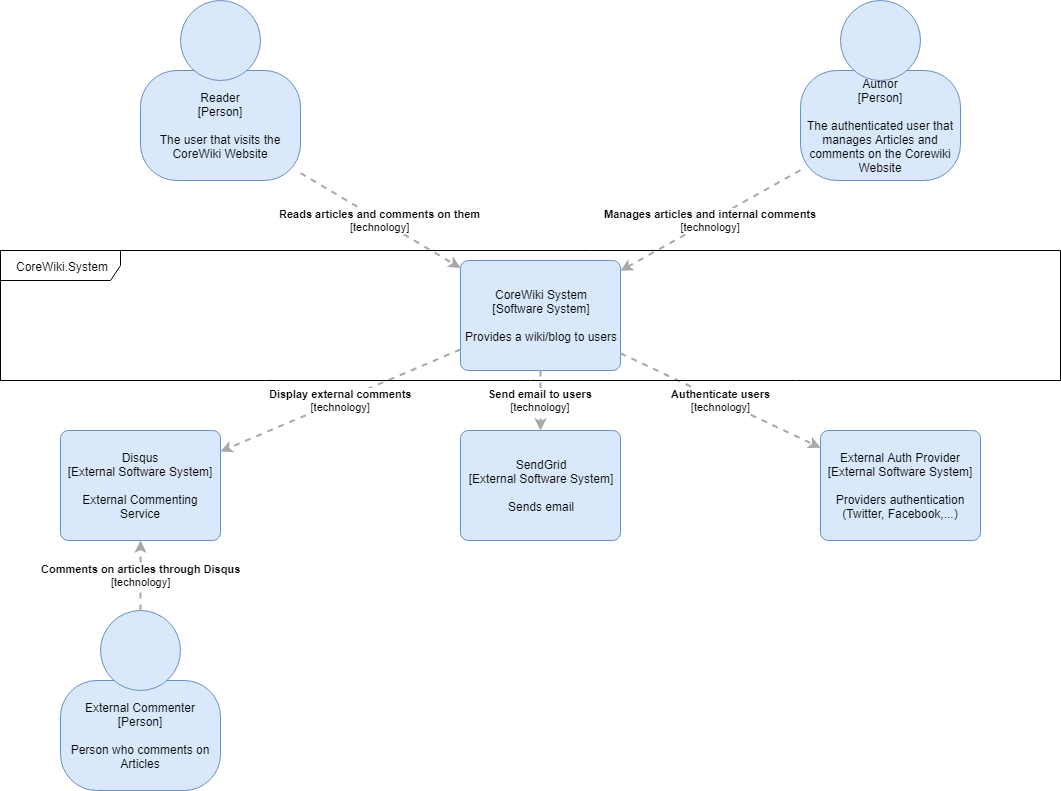 Reader
[Person]
The user that visits the
CoreWiki Website
Author
[Person]
The authenticated user that
manages Articles and
comments on the Corewiki
Website
Reads articles and comments on them
[technology]
Manages articles and internal comments
[technology]
CoreWiki.System
CoreWiki System
[Software System]
Provides a wiki/blog to users
Display external comments
[technology]
Send email to users
[technology]
Authenticate users
[technology]
Disqus
[External Software System]
External Commenting
Service
SendGrid
[External Software System]
Sends email
External Auth Provider
[External Software System]
Providers authentication
(Twitter, Facebook,...)
Comments on articles through Disqus
[technology]
External Commenter
[Person]
Person who comments on
Articles